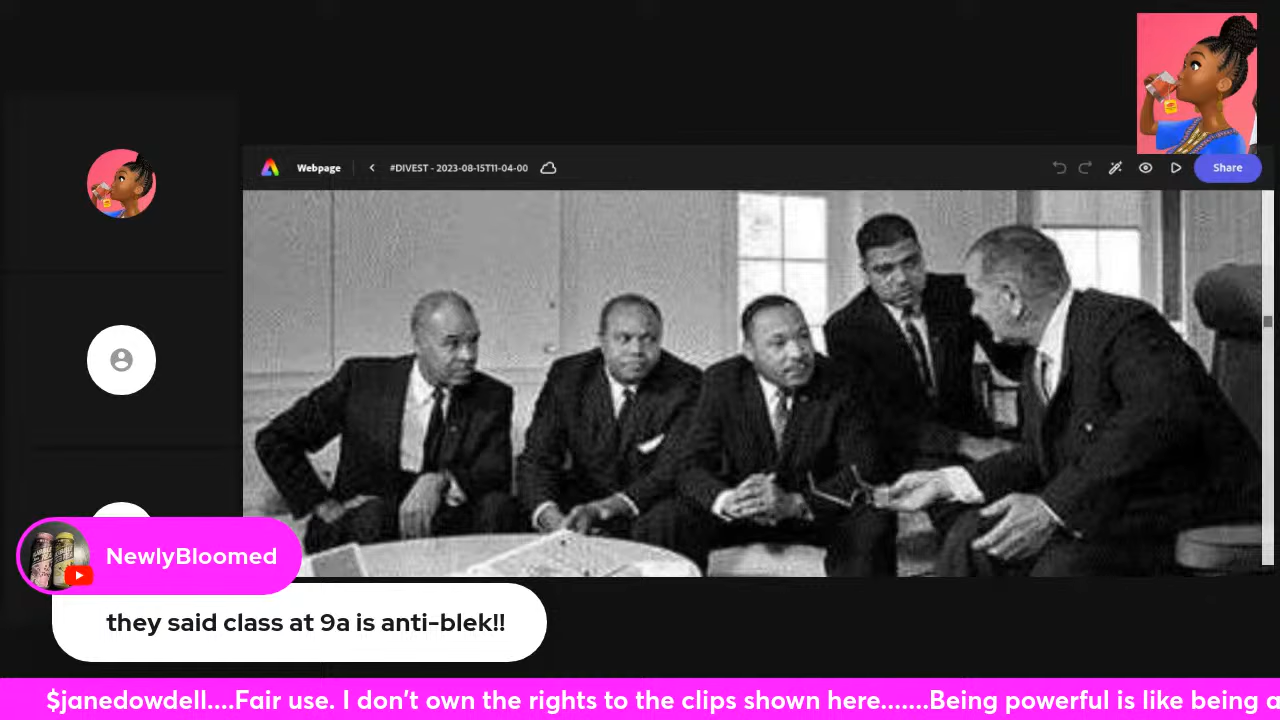 Webpage
#DIVEST - 2023-08-15T11-04-00
Share
NewlyBloomed
they said class at 9a is anti-blek!!
$janedowdell....Fair use. I don’t own the rights to the clips shown here.......Being powerful is like being a